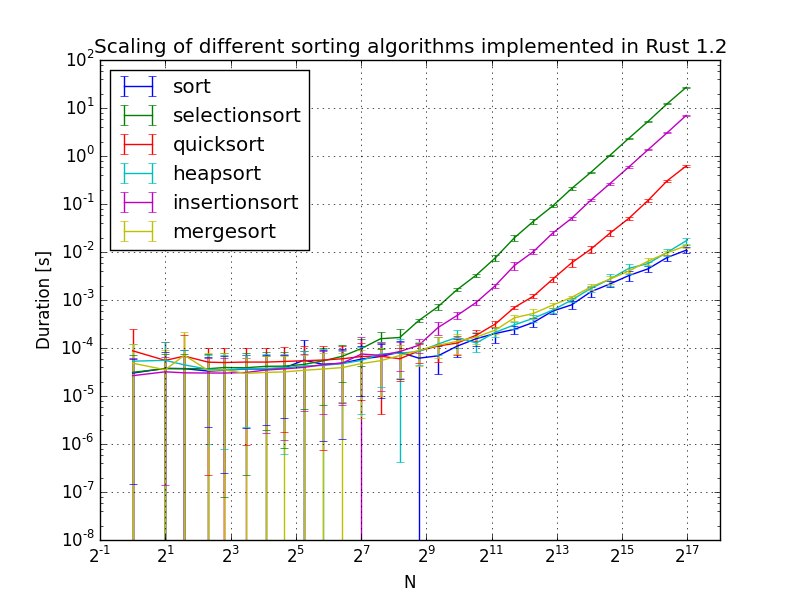 Scaling of different sorting algorithms implemented in Rust 1.2
10^2
10^1
10^0
10^-1
10^-2
10^-3
10^-4
10^-5
10^-6
10^-7
10^-8
Duration [s]
sort
selectionsort
quicksort
heapsort
insertionsort
mergesort
2^-1 2^1 2^3 2^5 2^7 2^9 2^11 2^13 2^15 2^17
N